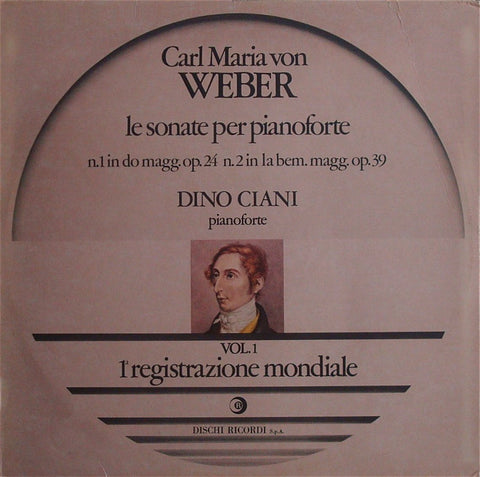 Carl Maria von
WEBER
le sonate per pianoforte
n.1 in do magg. op.24 n.2 in la bem. magg. op.39
DINO CIANI
pianoforte
VOL.1
1ª registrazione mondiale
DISCHI RICORDI S.p.A.